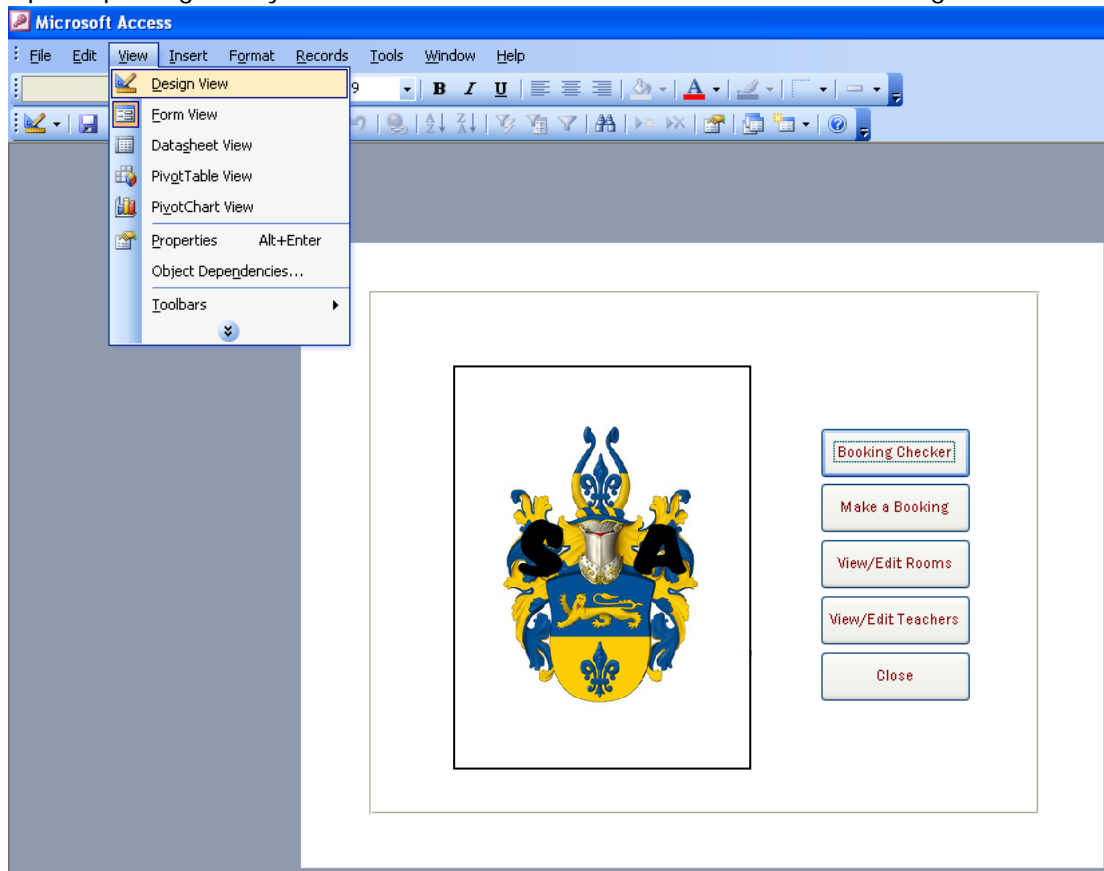 Microsoft Access
File Edit View Insert Format Records Tools Window Help
Design View
9 B I U A
Form View
Datasheet View
PivotTable View
PivotChart View
Properties Alt+Enter
Object Dependencies...
Toolbars
S A
Booking Checker
Make a Booking
View/Edit Rooms
View/Edit Teachers
Close